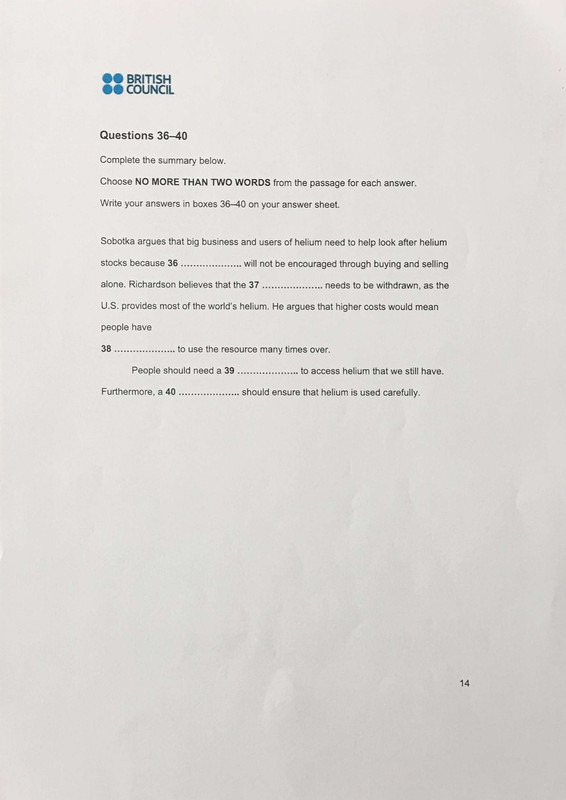 BRITISH
COUNCIL
Questions 36–40
Complete the summary below.
Choose NO MORE THAN TWO WORDS from the passage for each answer.
Write your answers in boxes 36–40 on your answer sheet.
Sobotka argues that big business and users of helium need to help look after helium
stocks because 36 .................... will not be encouraged through buying and selling
alone. Richardson believes that the 37 .................... needs to be withdrawn, as the
U.S. provides most of the world's helium. He argues that higher costs would mean
people have
38 .................... to use the resource many times over.
People should need a 39 .................... to access helium that we still have.
Furthermore, a 40 .................... should ensure that helium is used carefully.
14